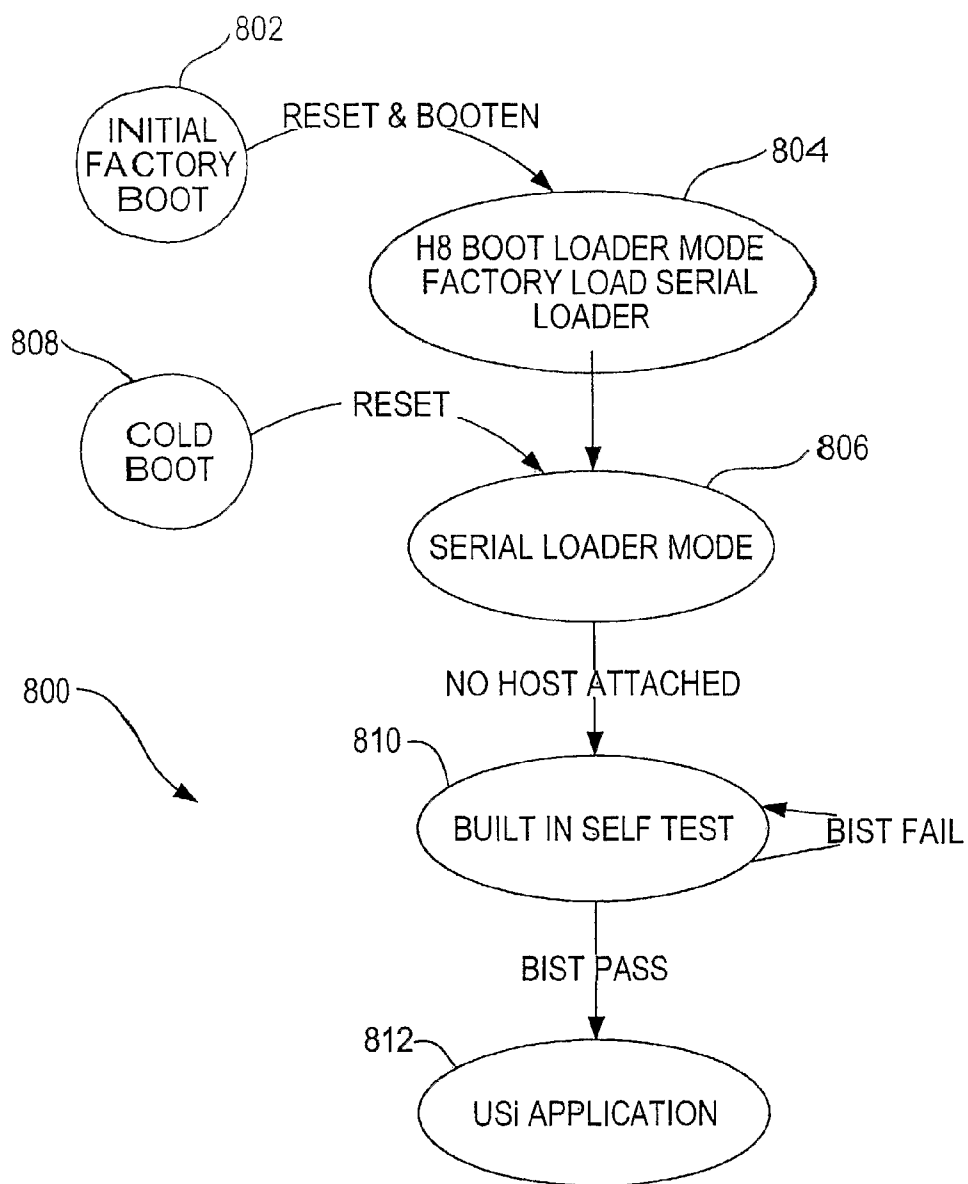 802
INITIAL
FACTORY
BOOT
RESET & BOOTEN
804
H8 BOOT LOADER MODE
FACTORY LOAD SERIAL
LOADER
808
COLD
BOOT
RESET
806
SERIAL LOADER MODE
NO HOST ATTACHED
800
810
BUILT IN SELF TEST
BIST FAIL
BIST PASS
812
USi APPLICATION